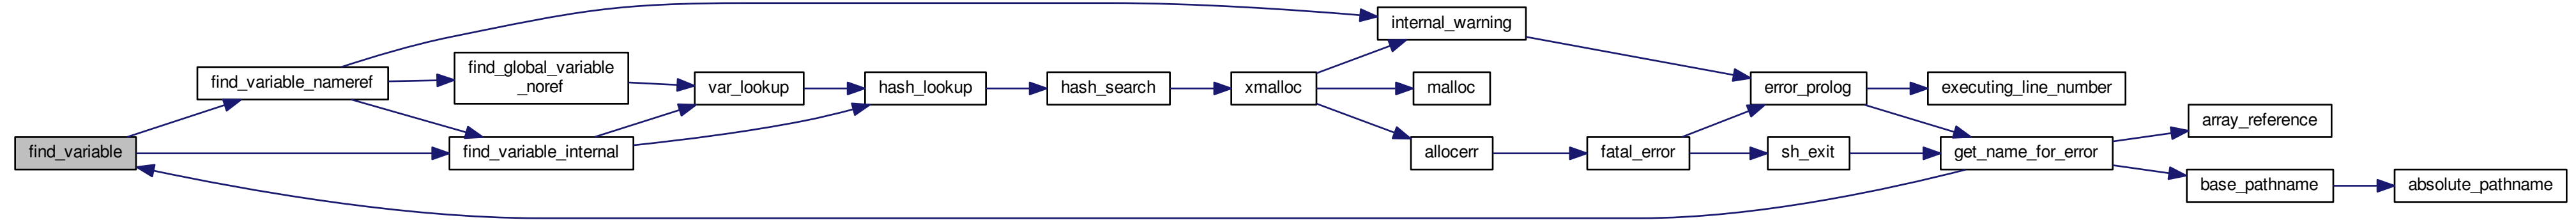 find_variable
find_variable_nameref
find_global_variable
_noref
find_variable_internal
var_lookup
hash_lookup
hash_search
xmalloc
internal_warning
malloc
allocerr
fatal_error
error_prolog
sh_exit
executing_line_number
get_name_for_error
array_reference
base_pathname
absolute_pathname